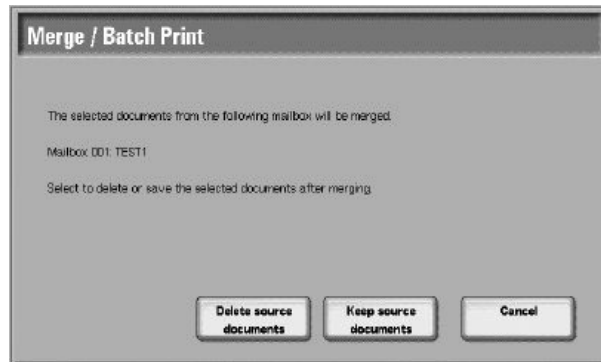 Merge / Batch Print
The selected documents from the following mailbox will be merged.
Mailbox 001: TEST1
Select to delete or save the selected documents after merging.
Delete source
documents
Keep source
documents
Cancel